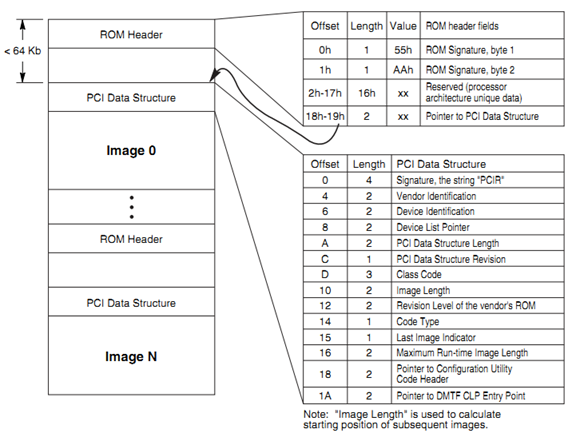 ROM Header
< 64 Kb
PCI Data Structure
Image 0
ROM Header
PCI Data Structure
Image N
Offset Length Value ROM header fields
0h 1 55h ROM Signature, byte 1
1h 1 AAh ROM Signature, byte 2
2h-17h 16h xx Reserved (processor
architecture unique data)
18h-19h 2 xx Pointer to PCI Data Structure
Offset Length PCI Data Structure
0 4 Signature, the string "PCIR"
4 2 Vendor Identification
6 2 Device Identification
8 2 Device List Pointer
A 2 PCI Data Structure Length
C 1 PCI Data Structure Revision
D 3 Class Code
10 2 Image Length
12 2 Revision Level of the vendor's ROM
14 1 Code Type
15 1 Last Image Indicator
16 2 Maximum Run-time Image Length
18 2 Pointer to Configuration Utility
Code Header
1A 2 Pointer to DMTF CLP Entry Point
Note: "Image Length" is used to calculate
starting position of subsequent images.